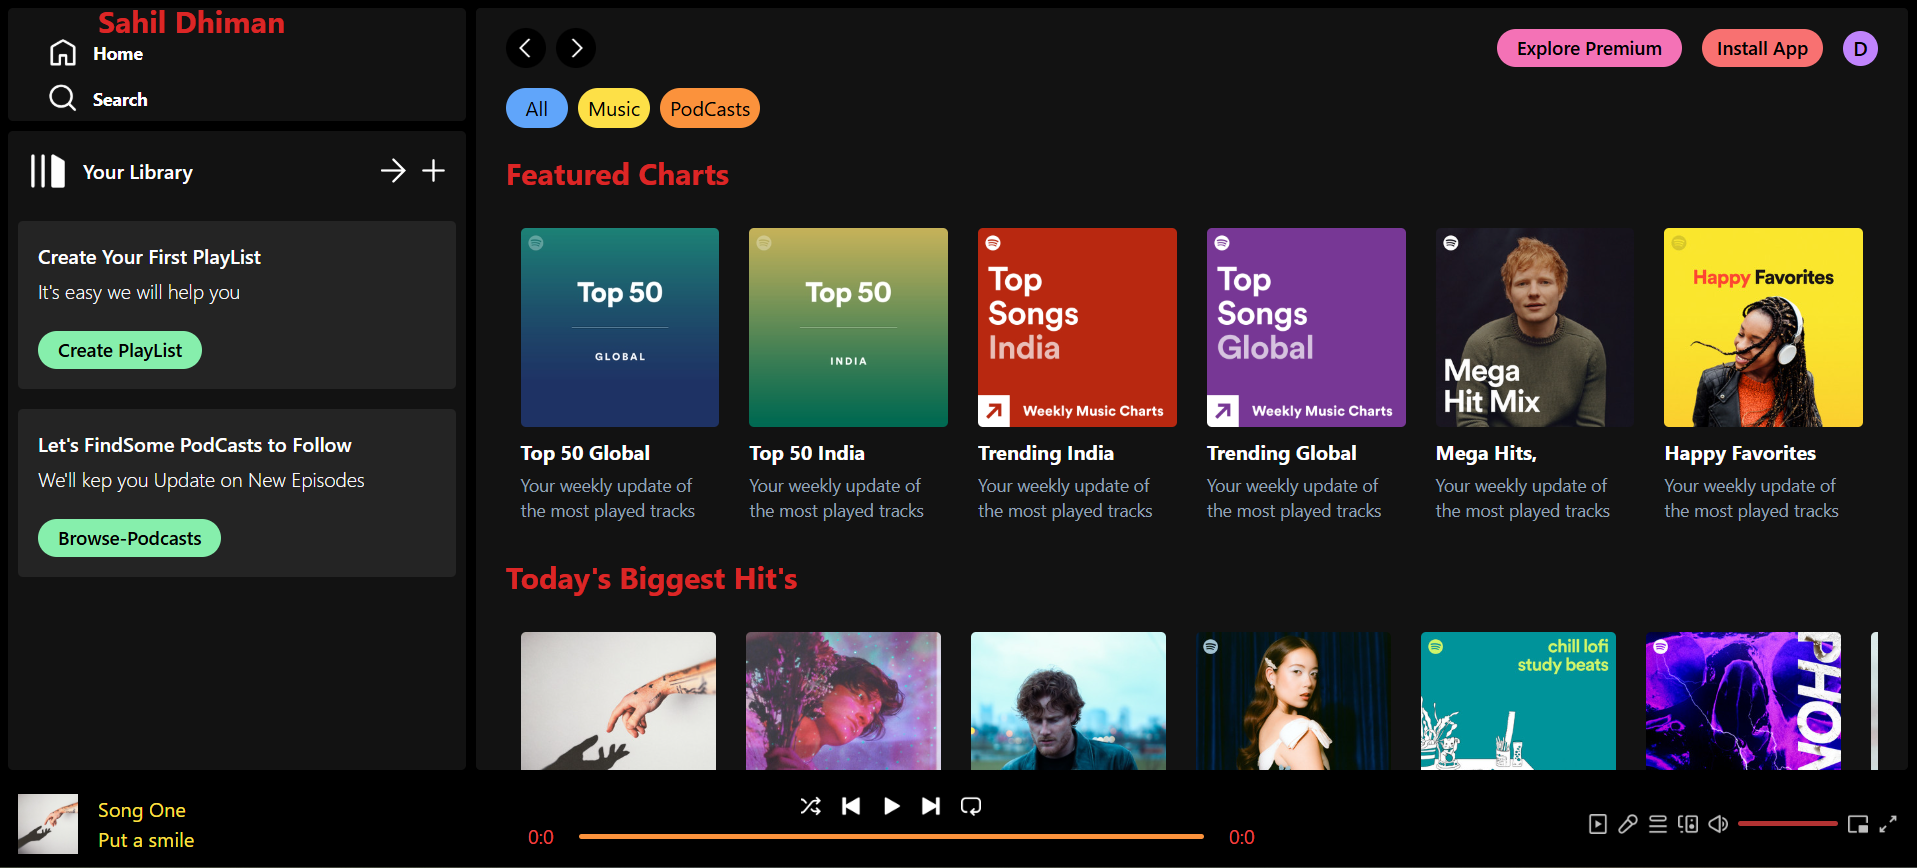 Sahil Dhiman
Home
Search
Your Library
Create Your First PlayList
It's easy we will help you
Create PlayList
Let's FindSome PodCasts to Follow
We'll kep you Update on New Episodes
Browse-Podcasts
Explore Premium
Install App
D
All
Music
PodCasts
Featured Charts
Top 50
GLOBAL
Top 50 Global
Your weekly update of
the most played tracks
Top 50
INDIA
Top 50 India
Your weekly update of
the most played tracks
Top
Songs
India
Weekly Music Charts
Trending India
Your weekly update of
the most played tracks
Top
Songs
Global
Weekly Music Charts
Trending Global
Your weekly update of
the most played tracks
Mega
Hit Mix
Mega Hits,
Your weekly update of
the most played tracks
Happy Favorites
Happy Favorites
Your weekly update of
the most played tracks
Today's Biggest Hit's
chill lofi
study beats
Song One
Put a smile
0:0
0:0